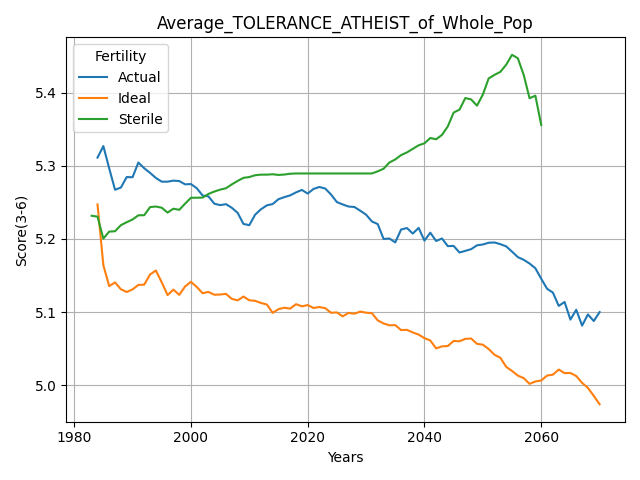 Average_TOLERANCE_ATHEIST_of_Whole_Pop
Fertility
Actual
Ideal
Sterile
Score(3-6)
5.4
5.3
5.2
5.1
5.0
1980
2000
2020
2040
2060
Years